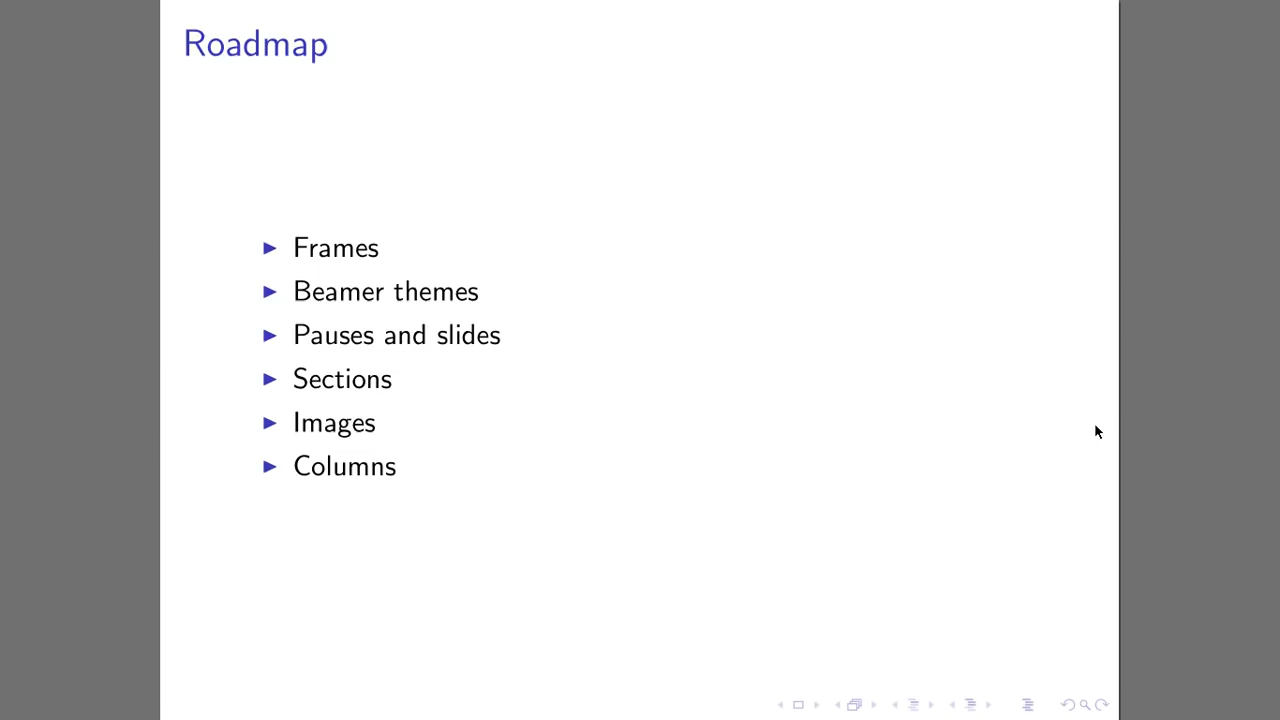 Roadmap
Frames
Beamer themes
Pauses and slides
Sections
Images
Columns